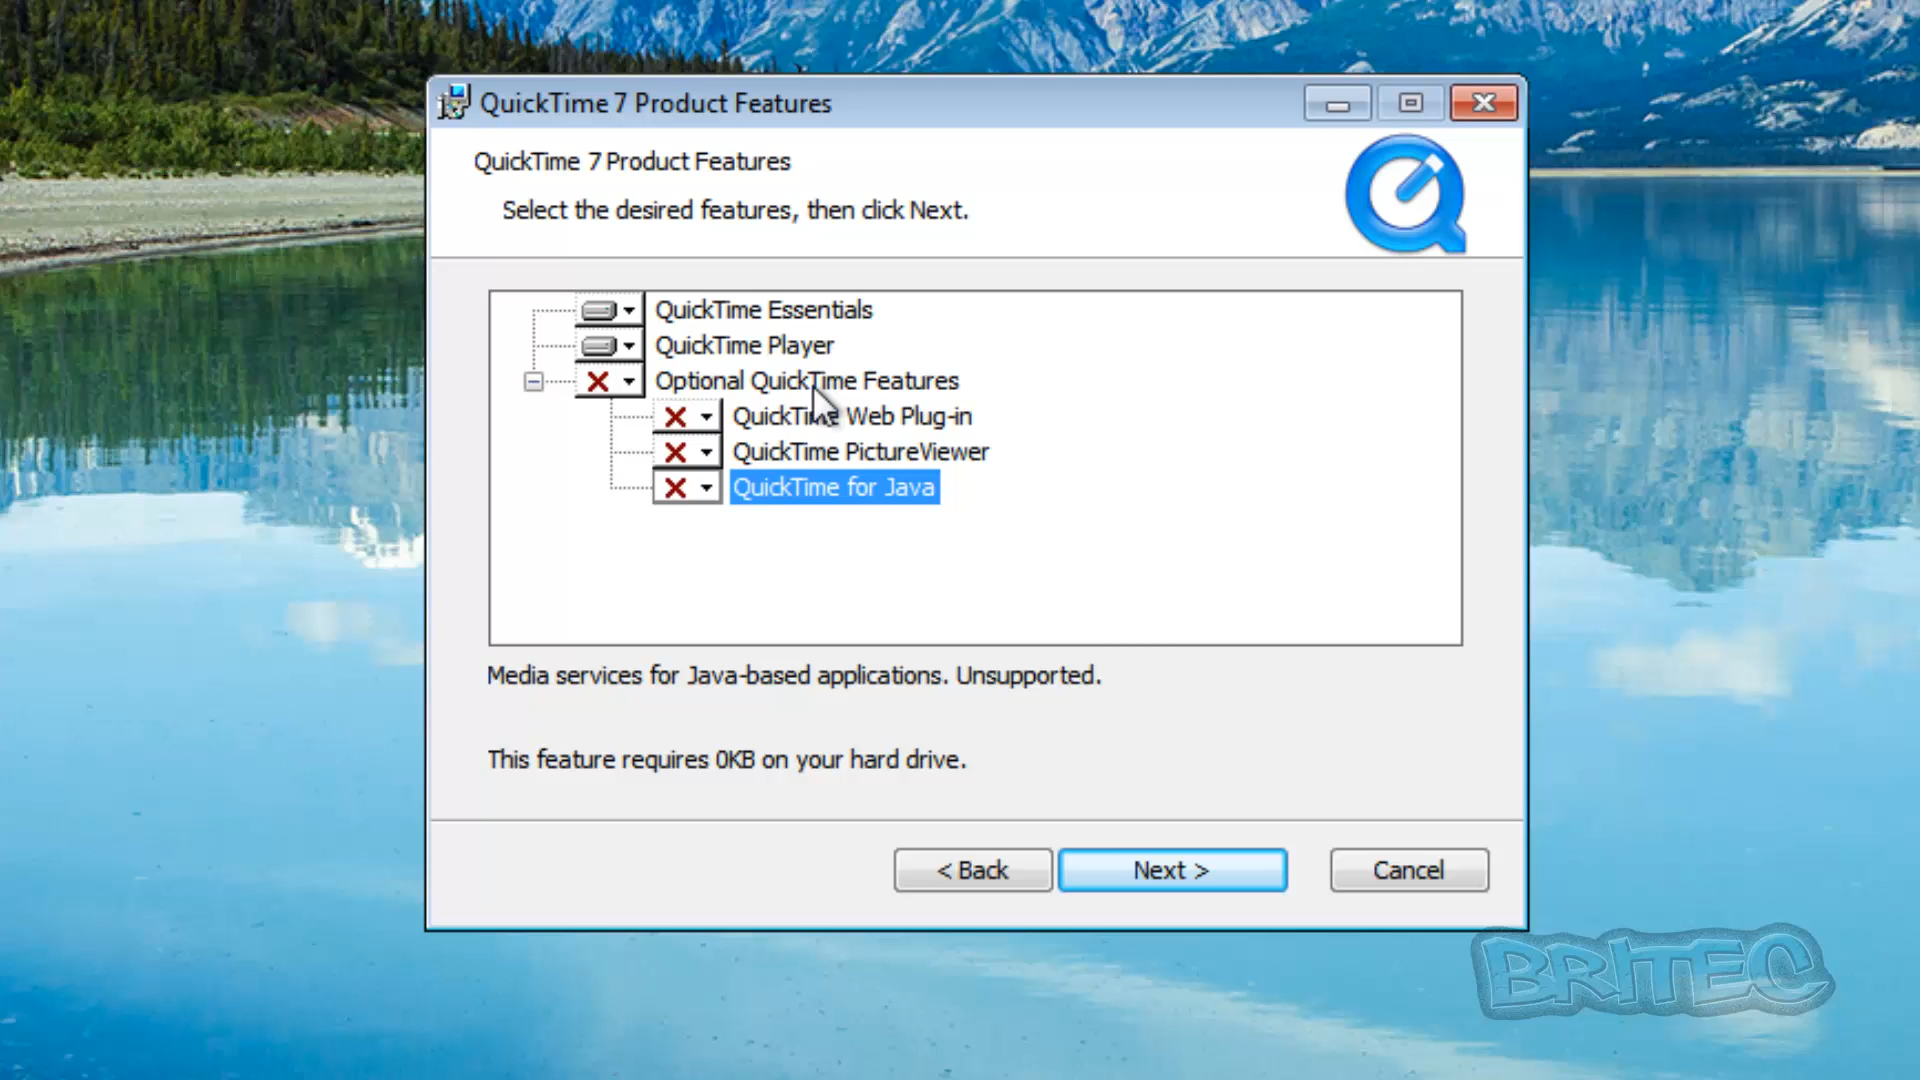 QuickTime 7 Product Features
QuickTime 7 Product Features
Select the desired features, then click Next.
QuickTime Essentials
QuickTime Player
Optional QuickTime Features
QuickTime Web Plug-in
QuickTime PictureViewer
QuickTime for Java
Media services for Java-based applications. Unsupported.
This feature requires 0KB on your hard drive.
< Back
Next >
Cancel
BRITEC